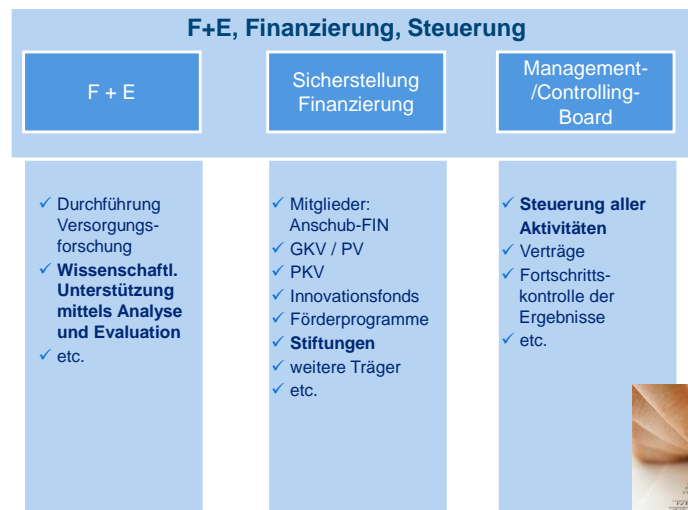 F+E, Finanzierung, Steuerung
F + E
Sicherstellung
Finanzierung
Management-
/Controlling-
Board
✓ Durchführung
Versorgungs-
forschung
✓ Wissenschaftl.
Unterstützung
mittels Analyse
und Evaluation
✓ etc.
✓ Mitglieder:
Anschub-FIN
✓ GKV / PV
✓ PKV
✓ Innovationsfonds
✓ Förderprogramme
✓ Stiftungen
✓ weitere Träger
✓ etc.
✓ Steuerung aller
Aktivitäten
✓ Verträge
✓ Fortschritts-
kontrolle der
Ergebnisse
✓ etc.